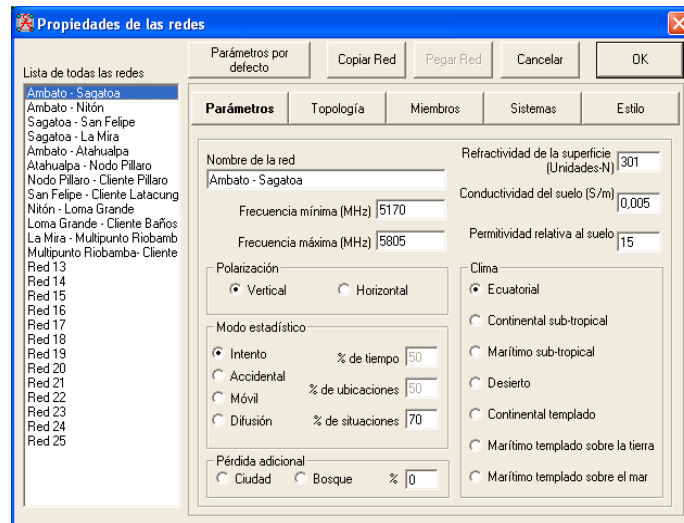 Propiedades de las redes
Lista de todas las redes
Parámetros por defecto
Copiar Red
Pegar Red
Cancelar
OK
Ambato - Sagatoa
Ambato - Nitón
Sagatoa - San Felipe
Sagatoa - La Mira
Ambato - Atahualpa
Atahualpa - Nodo Pillaro
Nodo Pillaro - Cliente Pillaro
San Felipe - Cliente Latacung
Nitón - Loma Grande
Loma Grande - Cliente Baños
La Mira - Multipunto Riobamb
Multipunto Riobamba- Cliente
Red 13
Red 14
Red 15
Red 16
Red 17
Red 18
Red 19
Red 20
Red 21
Red 22
Red 23
Red 24
Red 25
Parámetros
Topología
Miembros
Sistemas
Estilo
Nombre de la red
Ambato - Sagatoa
Frecuencia mínima (MHz) 5170
Frecuencia máxima (MHz) 5805
Refractividad de la superficie
(Unidades-N) 301
Conductividad del suelo (S/m) 0,005
Permitividad relativa al suelo 15
Polarización
Vertical
Horizontal
Modo estadístico
Intento
Accidental
Móvil
Difusión
% de tiempo 50
% de ubicaciones 50
% de situaciones 70
Pérdida adicional
Ciudad
Bosque
% 0
Clima
Ecuatorial
Continental sub-tropical
Marítimo sub-tropical
Desierto
Continental templado
Marítimo templado sobre la tierra
Marítimo templado sobre el mar